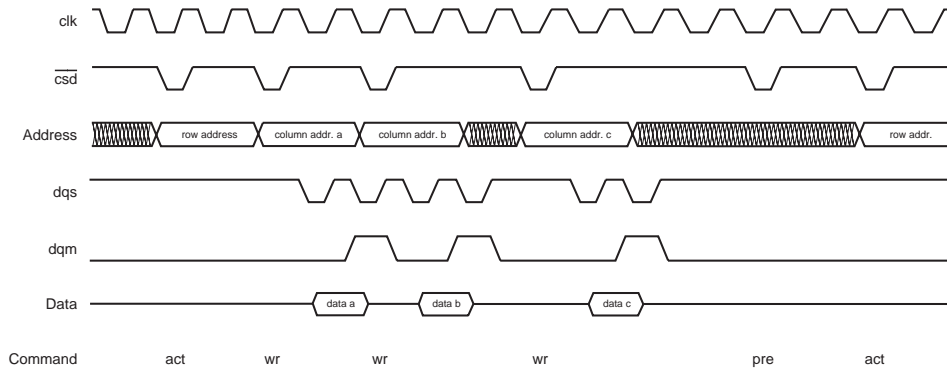 clk
csd
Address row address column addr. a column addr. b column addr. c row addr.
dqs
dqm
Data data a data b data c
Command act wr wr wr pre act